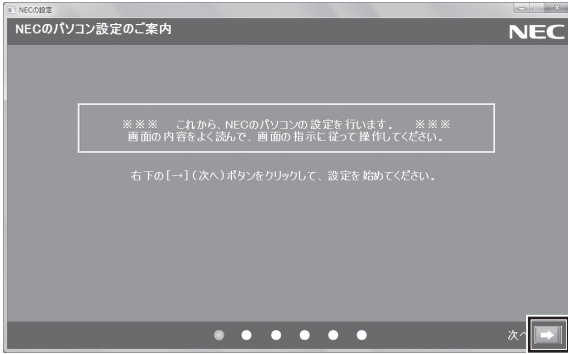 NECの設定
NECのパソコン設定のご案内
NEC
※※※ これから、NECのパソコンの設定を行います。 ※※※
画面の内容をよく読んで、画面の指示に従って操作してください。
右下の[→](次へ)ボタンをクリックして、設定を始めてください。
次へ